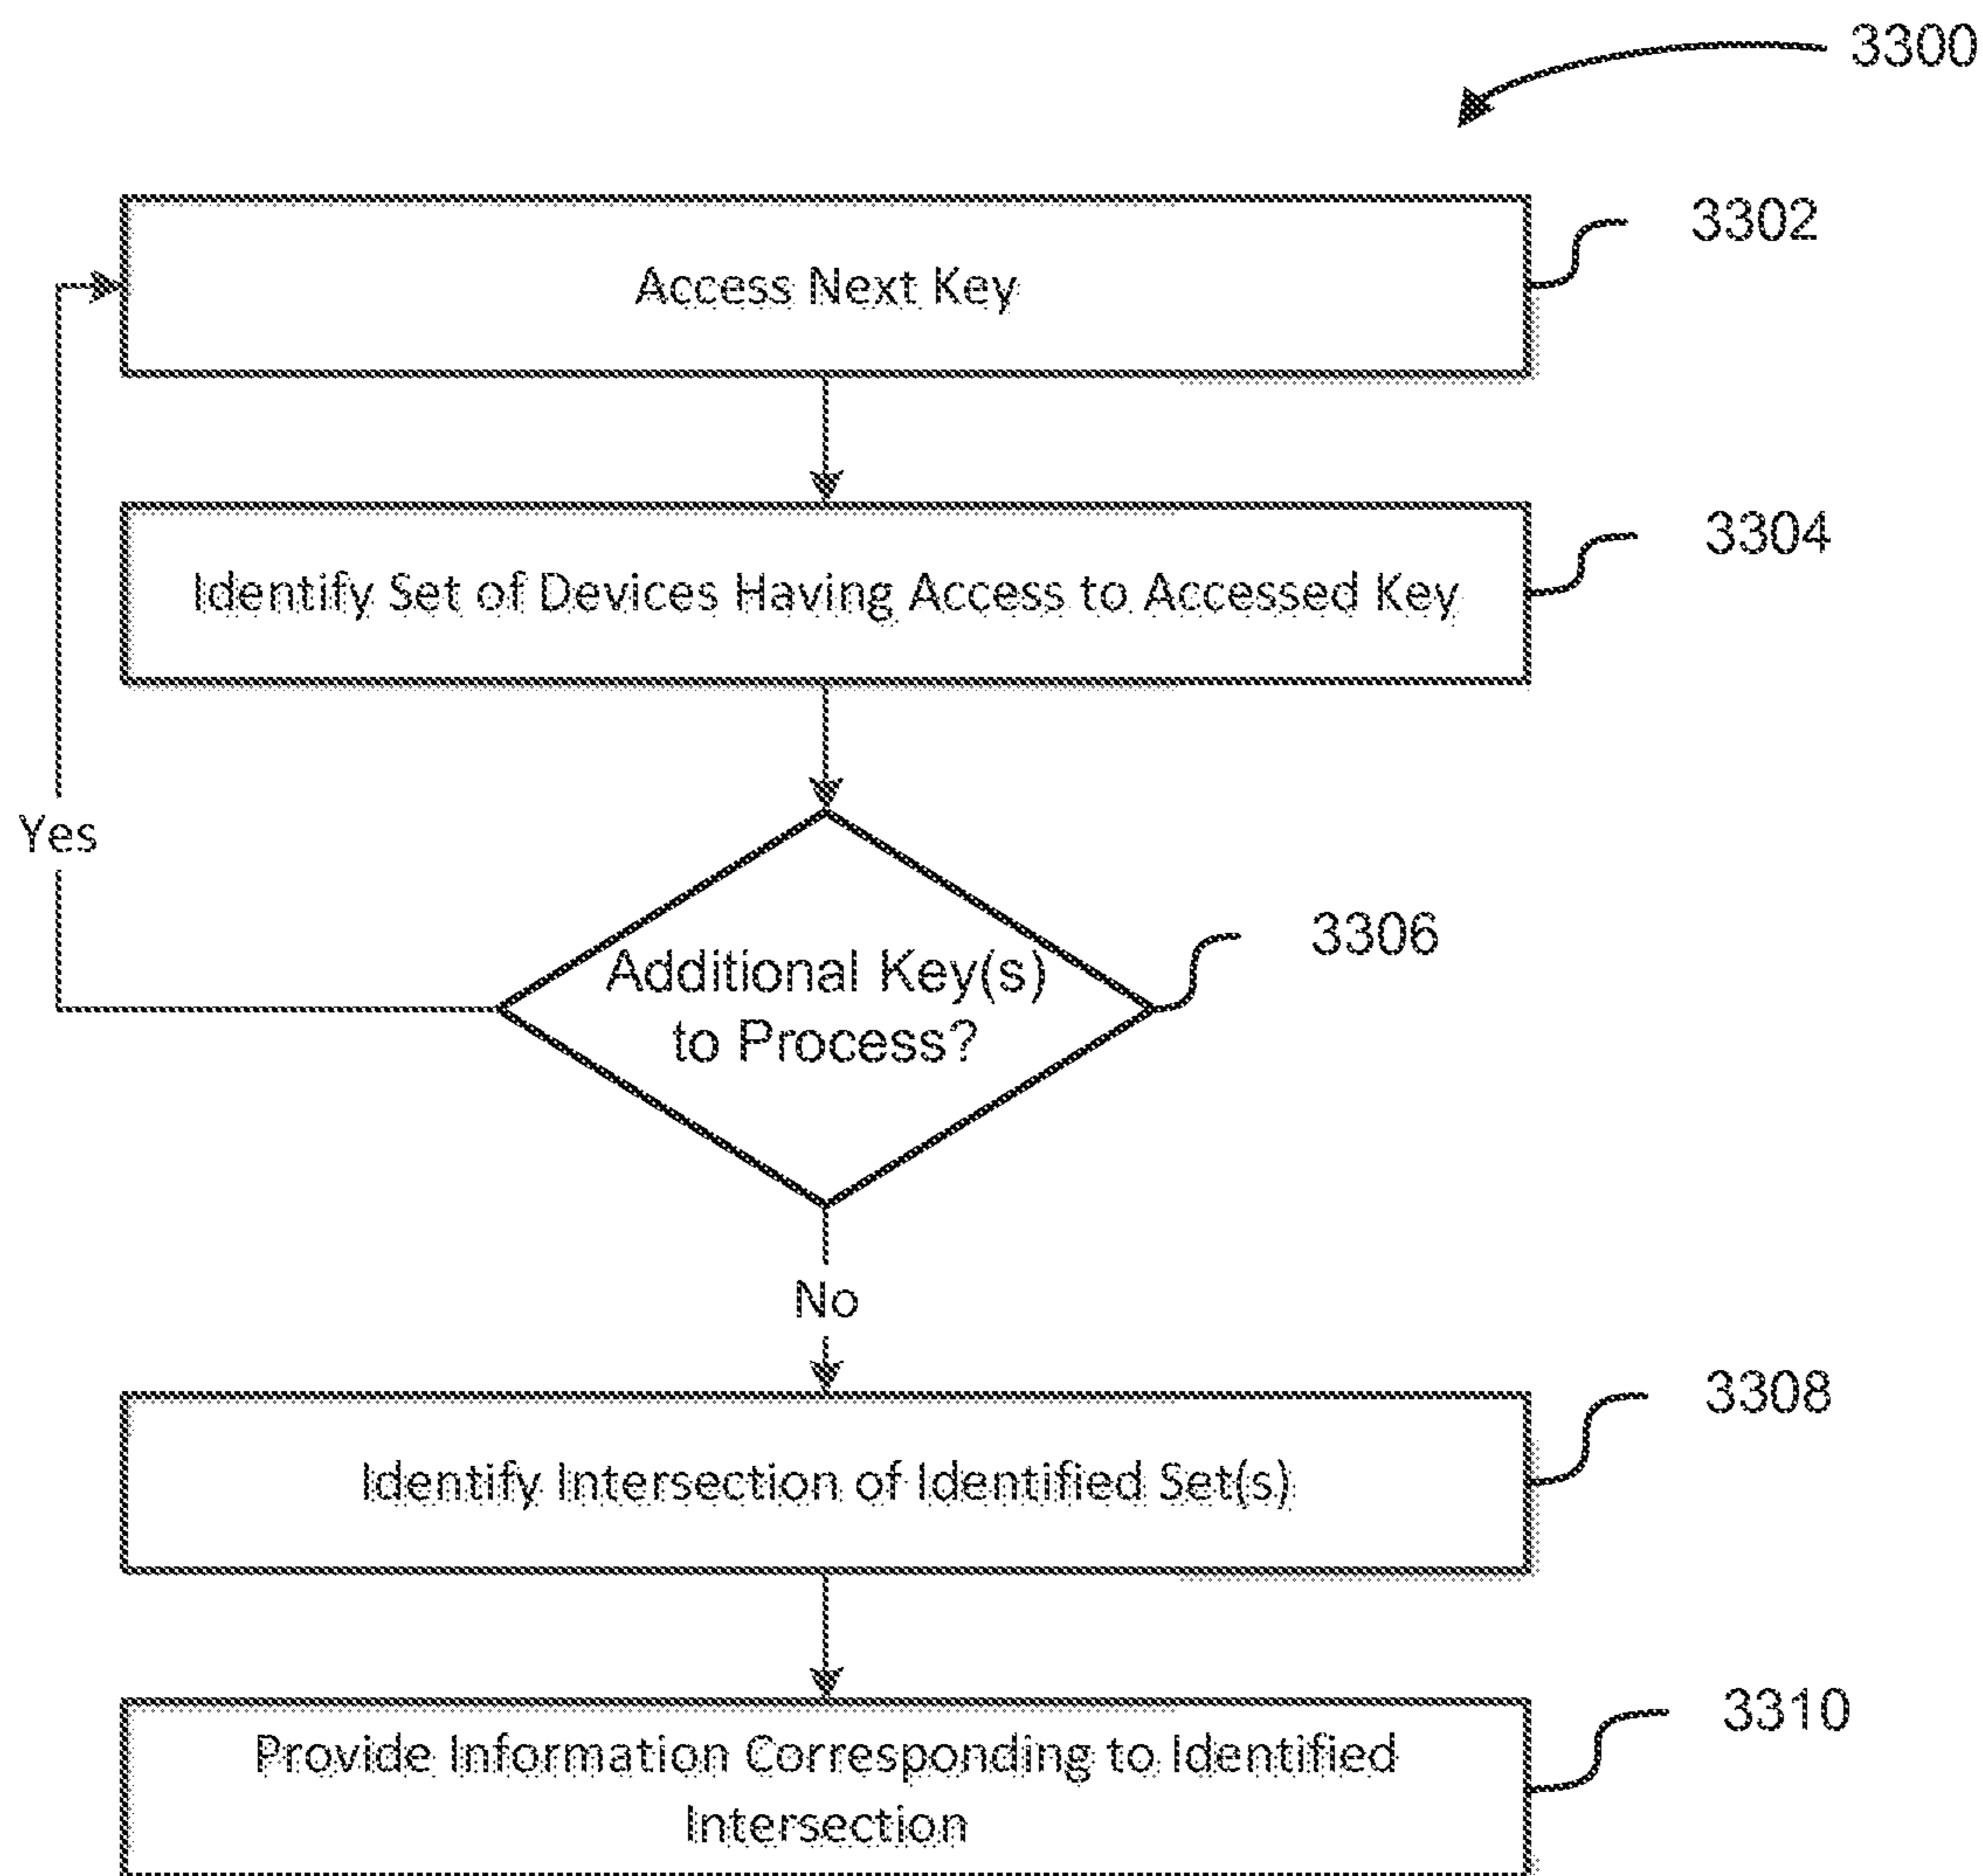 3300
3302
Access Next Key
3304
Identify Set of Devices Having Access to Accessed Key
Yes
3306
Additional Key(s)
to Process?
No
3308
Identify Intersection of Identified Set(s)
3310
Provide Information Corresponding to Identified
Intersection